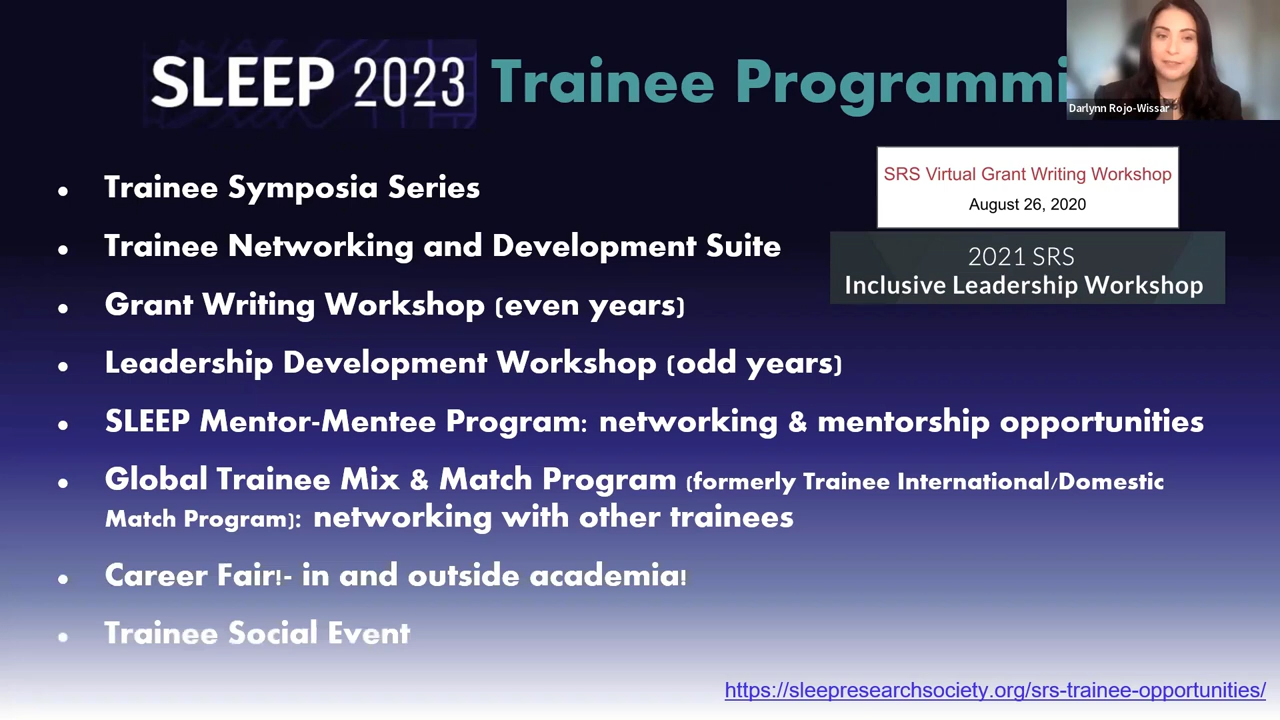 SLEEP 2023 Trainee Programmi
Darlynn Rojo-Wissar
SRS Virtual Grant Writing Workshop
August 26, 2020
2021 SRS
Inclusive Leadership Workshop
• Trainee Symposia Series
• Trainee Networking and Development Suite
• Grant Writing Workshop (even years)
• Leadership Development Workshop (odd years)
• SLEEP Mentor-Mentee Program: networking & mentorship opportunities
• Global Trainee Mix & Match Program (formerly Trainee International/Domestic
Match Program): networking with other trainees
• Career Fair!- in and outside academia!
• Trainee Social Event
https://sleepresearchsociety.org/srs-trainee-opportunities/